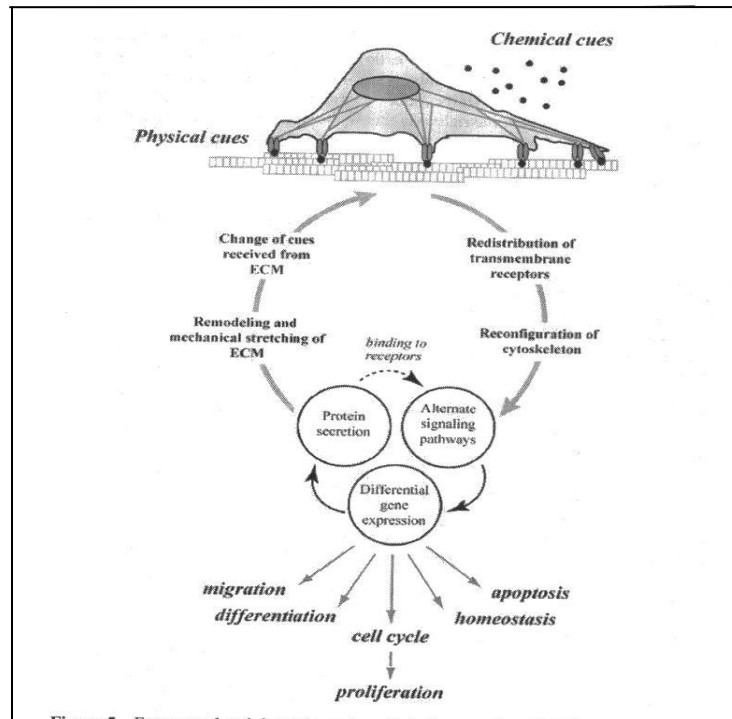 Chemical cues
Physical cues
Change of cues
received from
ECM
Redistribution of
transmembrane
receptors
Remodeling and
mechanical stretching of
ECM
Reconfiguration of
cytoskeleton
binding to
receptors
Protein
secretion
Alternate
signaling
pathways
Differential
gene
expression
migration
differentiation
cell cycle
proliferation
apoptosis
homeostasis